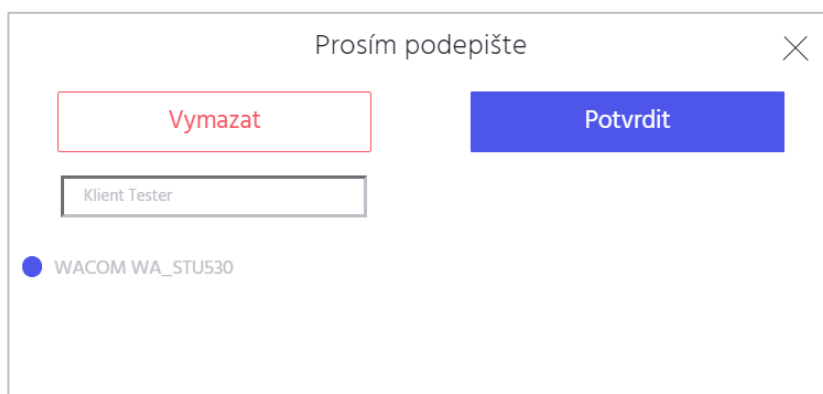 Prosím podepište
Vymazat
Potvrdit
Klient Tester
WACOM WA_STU530